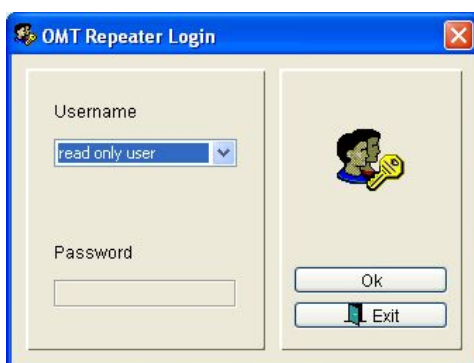 OMT Repeater Login
Username
read only user
Password
Ok
Exit